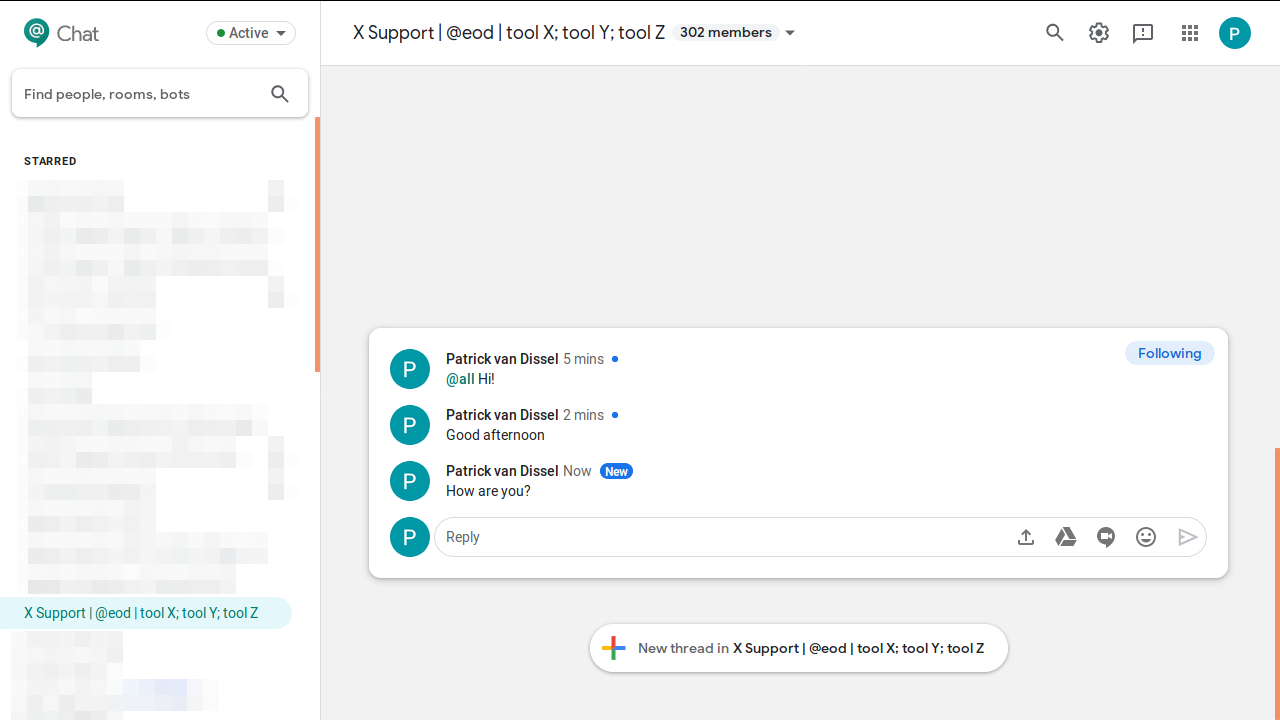 Chat
Active
X Support | @eod | tool X; tool Y; tool Z 302 members
P
Find people, rooms, bots
STARRED
X Support | @eod | tool X; tool Y; tool Z
Following
P
Patrick van Dissel 5 mins
@all Hi!
P
Patrick van Dissel 2 mins
Good afternoon
P
Patrick van Dissel Now New
How are you?
P
Reply
New thread in X Support | @eod | tool X; tool Y; tool Z